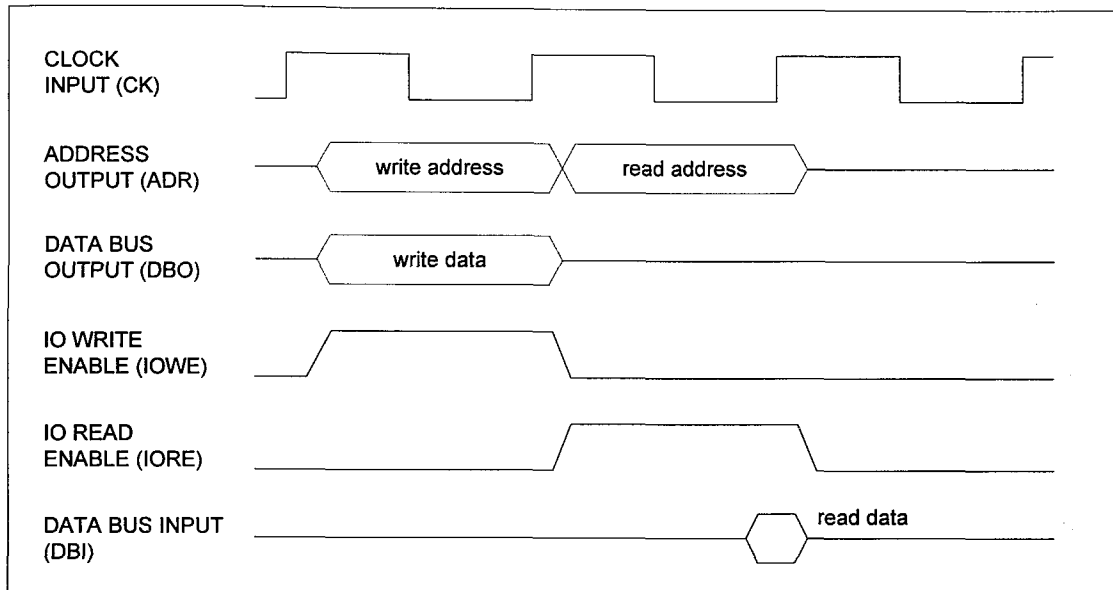 CLOCK
INPUT (CK)
ADDRESS
OUTPUT (ADR)
write address
read address
DATA BUS
OUTPUT (DBO)
write data
IO WRITE
ENABLE (IOWE)
IO READ
ENABLE (IORE)
DATA BUS INPUT
(DBI)
read data